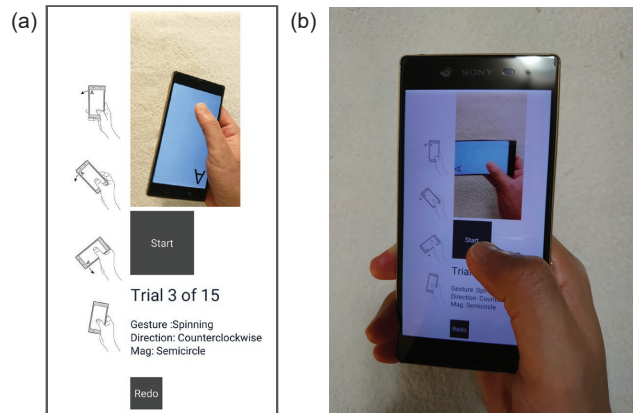 (a)
A
Start
Trial 3 of 15
Gesture :Spinning
Direction: Counterclockwise
Mag: Semicircle
Redo
(b)
SONY
A
Start
Trial
Gesture :Spin
Direction: Counte
Mag: Semicircle
Redo